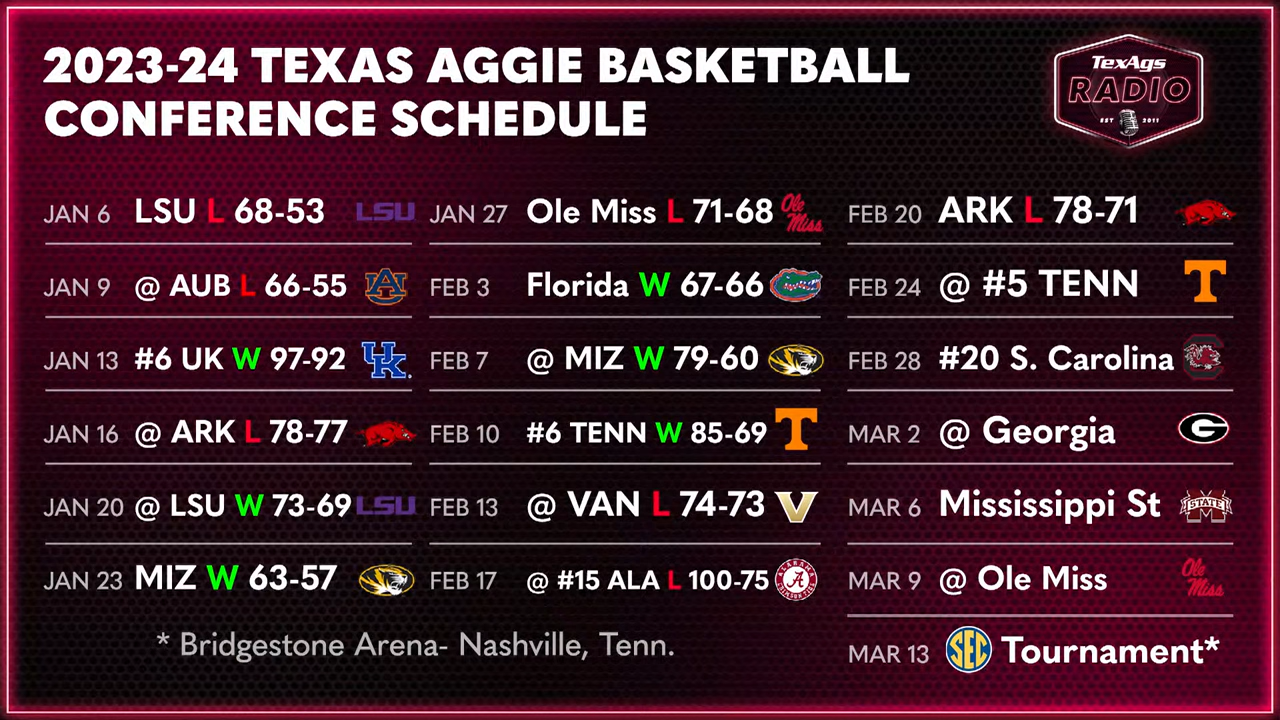 2023-24 TEXAS AGGIE BASKETBALL
CONFERENCE SCHEDULE
TexAgs
RADIO
EST 2011
JAN 6 LSU L 68-53 LSU
JAN 9 @ AUB L 66-55
JAN 13 #6 UK W 97-92 UK
JAN 16 @ ARK L 78-77
JAN 20 @ LSU W 73-69 LSU
JAN 23 MIZ W 63-57
JAN 27 Ole Miss L 71-68 Ole Miss
FEB 3 Florida W 67-66
FEB 7 @ MIZ W 79-60
FEB 10 #6 TENN W 85-69 T
FEB 13 @ VAN L 74-73 V
FEB 17 @ #15 ALA L 100-75 A
FEB 20 ARK L 78-71
FEB 24 @ #5 TENN T
FEB 28 #20 S. Carolina
MAR 2 @ Georgia G
MAR 6 Mississippi St STATE
MAR 9 @ Ole Miss Ole Miss
MAR 13 SEC Tournament*
* Bridgestone Arena- Nashville, Tenn.